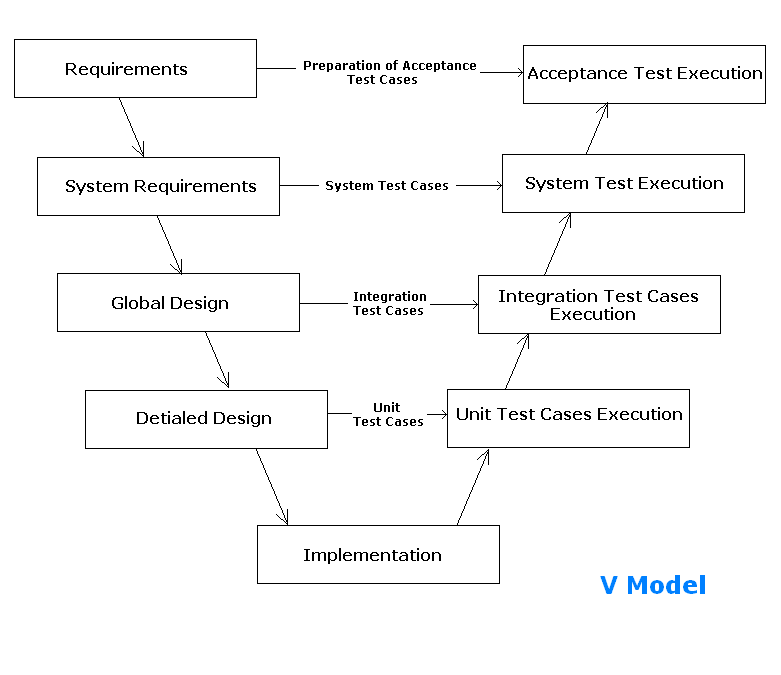 Requirements
Preparation of Acceptance
Test Cases
Acceptance Test Execution
System Requirements
System Test Cases
System Test Execution
Global Design
Integration
Test Cases
Integration Test Cases
Execution
Detialed Design
Unit
Test Cases
Unit Test Cases Execution
Implementation
V Model